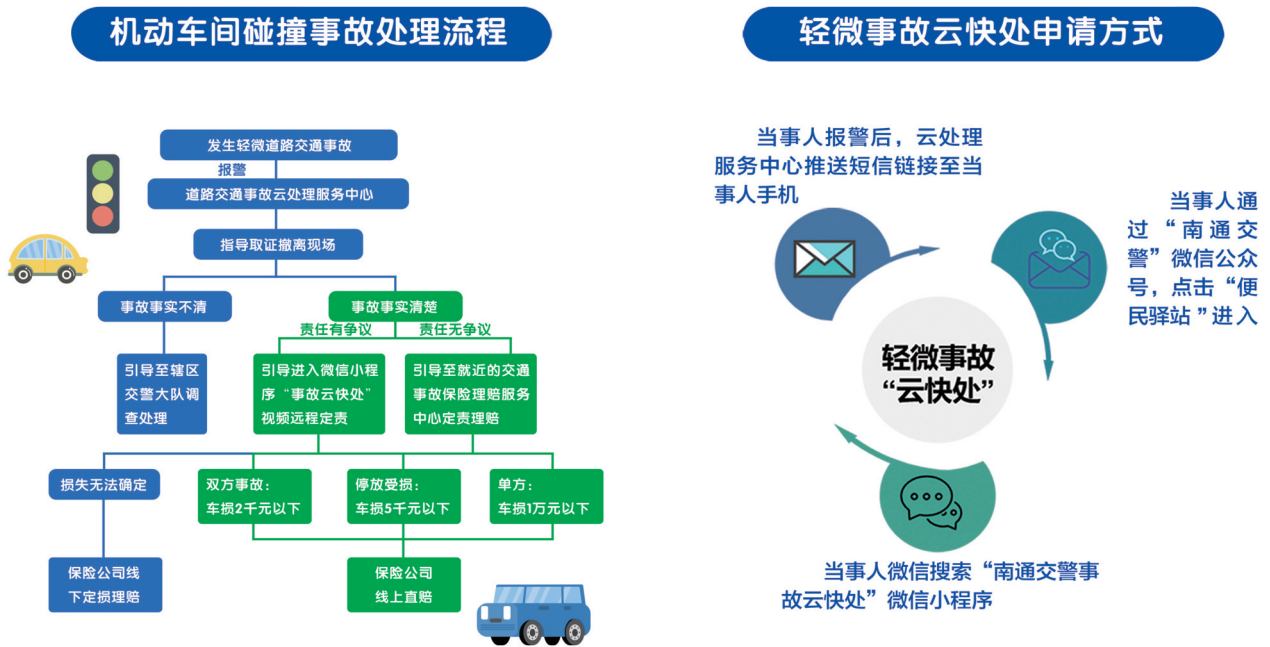 机动车间碰撞事故处理流程
发生轻微道路交通事故
报警
道路交通事故云处理服务中心
指导取证撤离现场
事故事实不清
事故事实清楚
责任有争议
责任无争议
引导至辖区
交警大队调
查处理
引导进入微信小程
序“事故云快处”
视频远程定责
引导至就近的交通
事故保险理赔服务
中心定责理赔
损失无法确定
双方事故：
车损2千元以下
停放受损：
车损5千元以下
单方：
车损1万元以下
保险公司线
下定损理赔
保险公司
线上直赔
轻微事故云快处申请方式
当事人报警后，云处理
服务中心推送短信链接至当
事人手机
当事人通
过“南通交
警”微信公众
号，点击“便
民驿站”进入
轻微事故
“云快处”
当事人微信搜索“南通交警事
故云快处”微信小程序